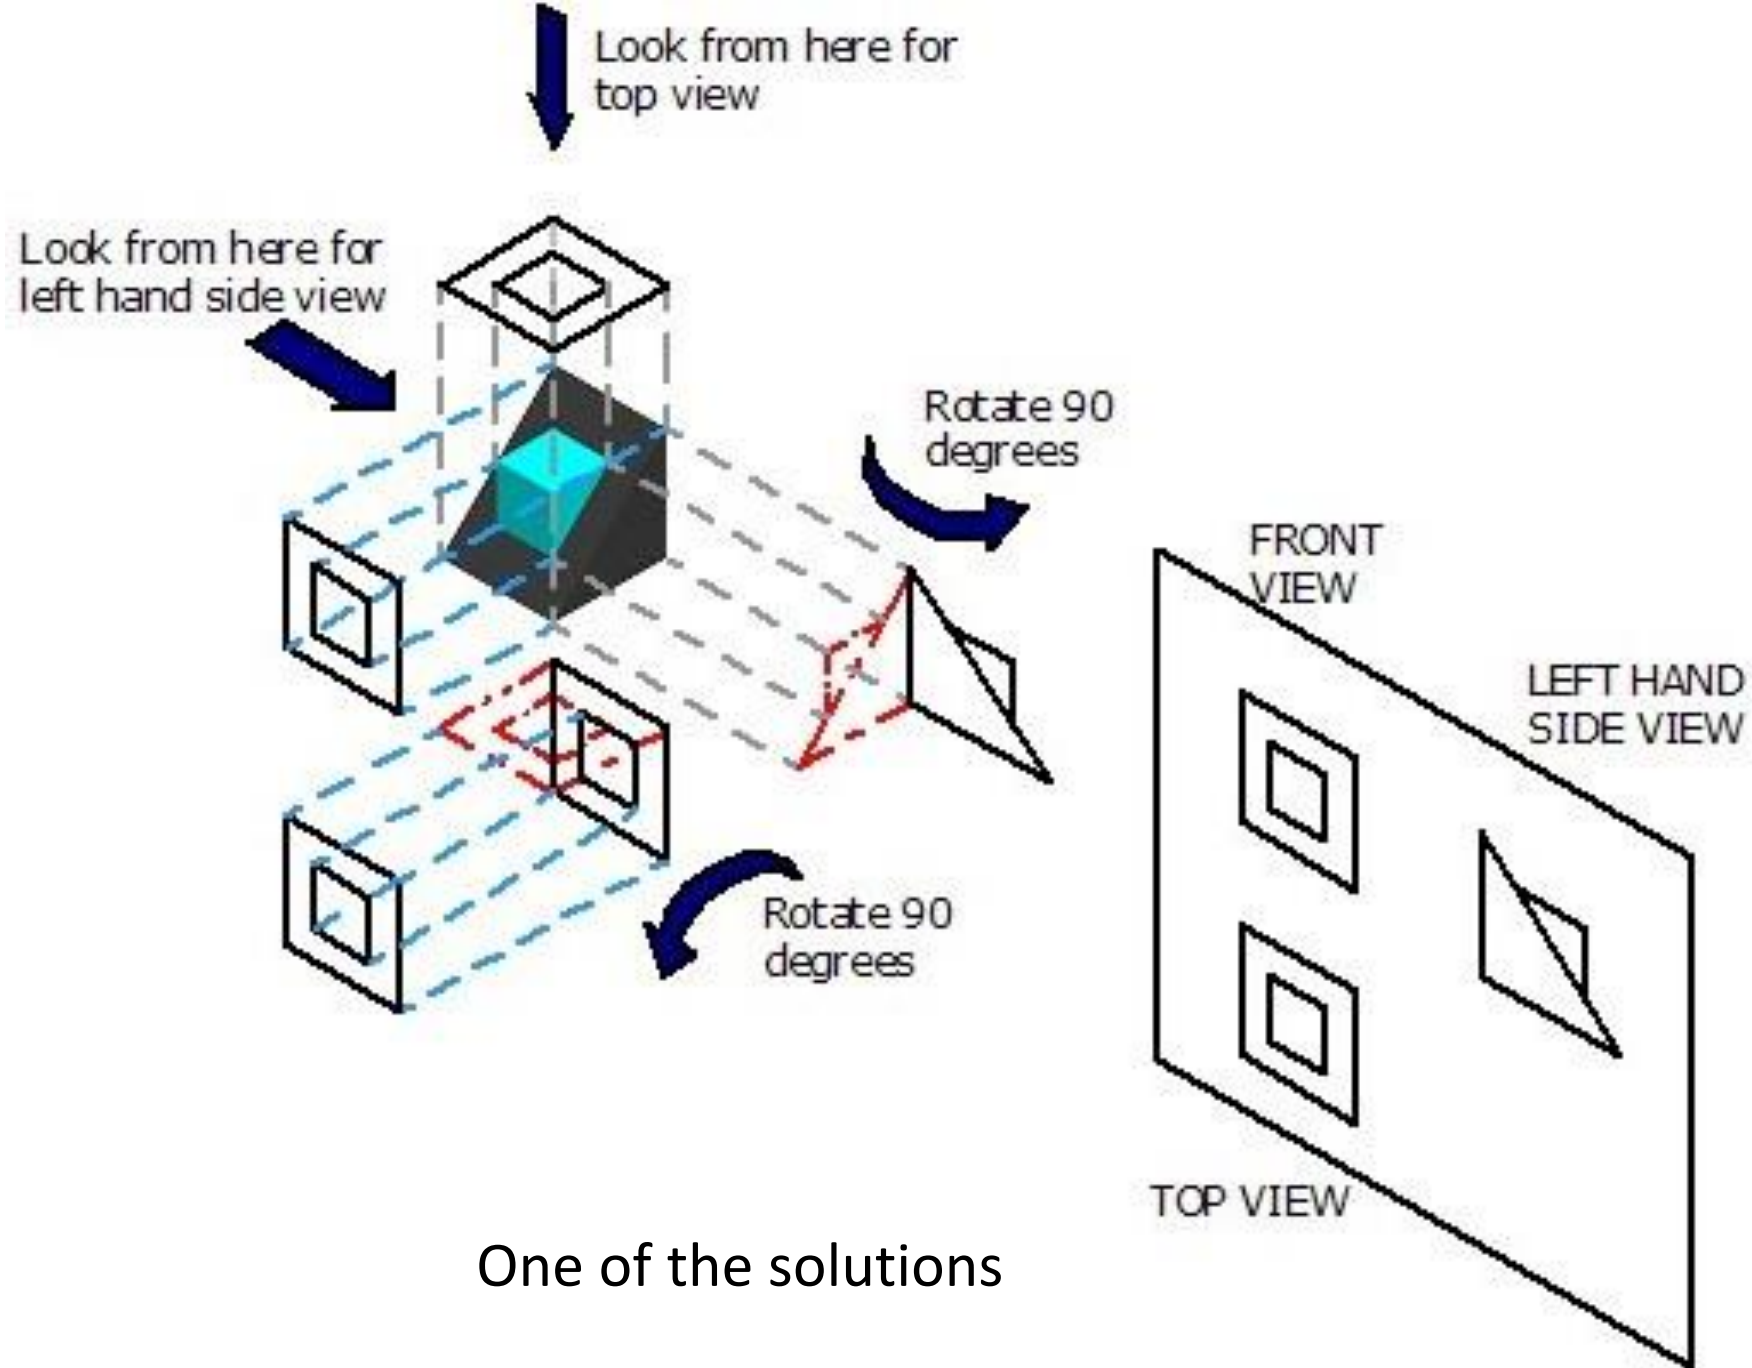 Look from here for
top view
Look from here for
left hand side view
Rotate 90
degrees
FRONT
VIEW
LEFT HAND
SIDE VIEW
Rotate 90
degrees
TOP VIEW
One of the solutions